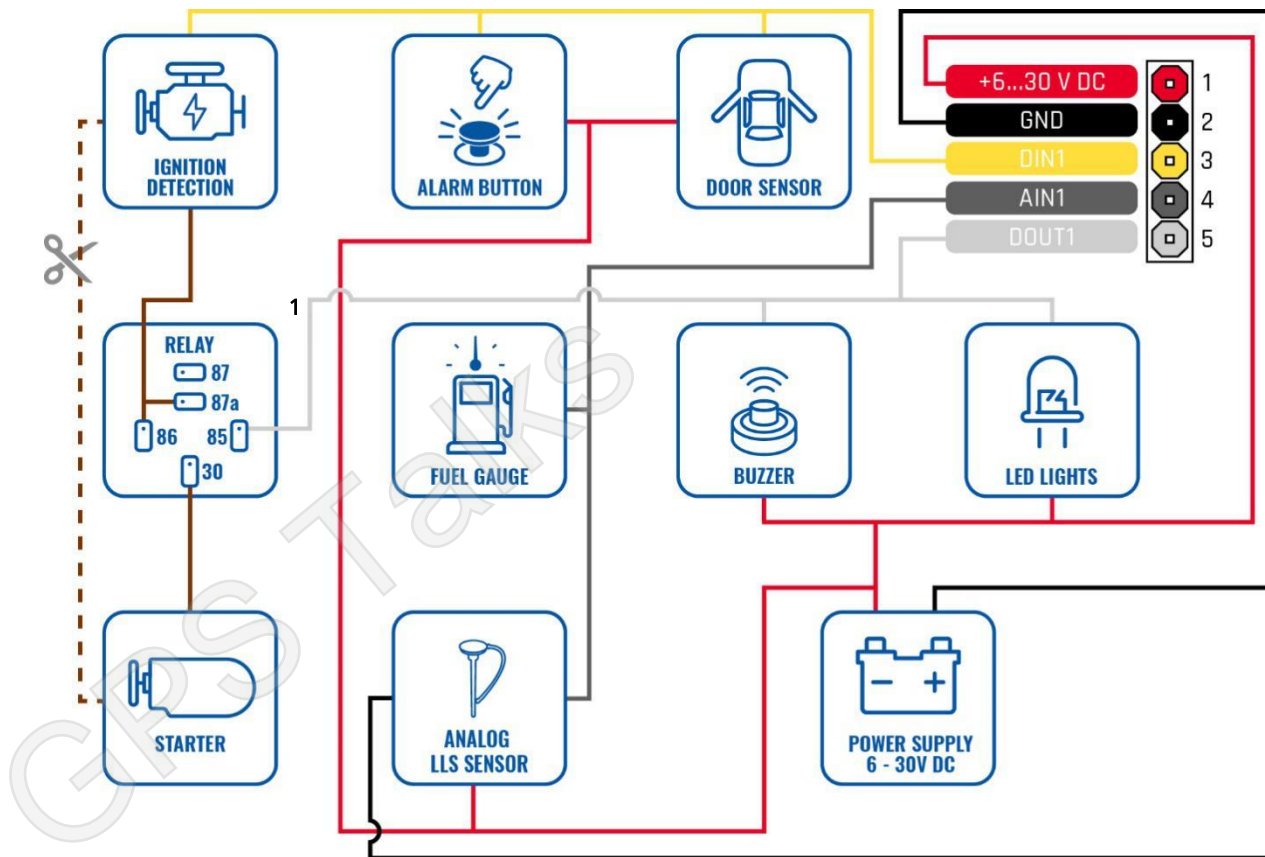 IGNITION
DETECTION
ALARM BUTTON
DOOR SENSOR
+6...30 V DC
1
GND
2
DIN1
3
AIN1
4
DOUT1
5
1
RELAY
87
87a
86
85
30
FUEL GAUGE
BUZZER
LED LIGHTS
STARTER
ANALOG
LLS SENSOR
POWER SUPPLY
6 - 30V DC
GPS Talks